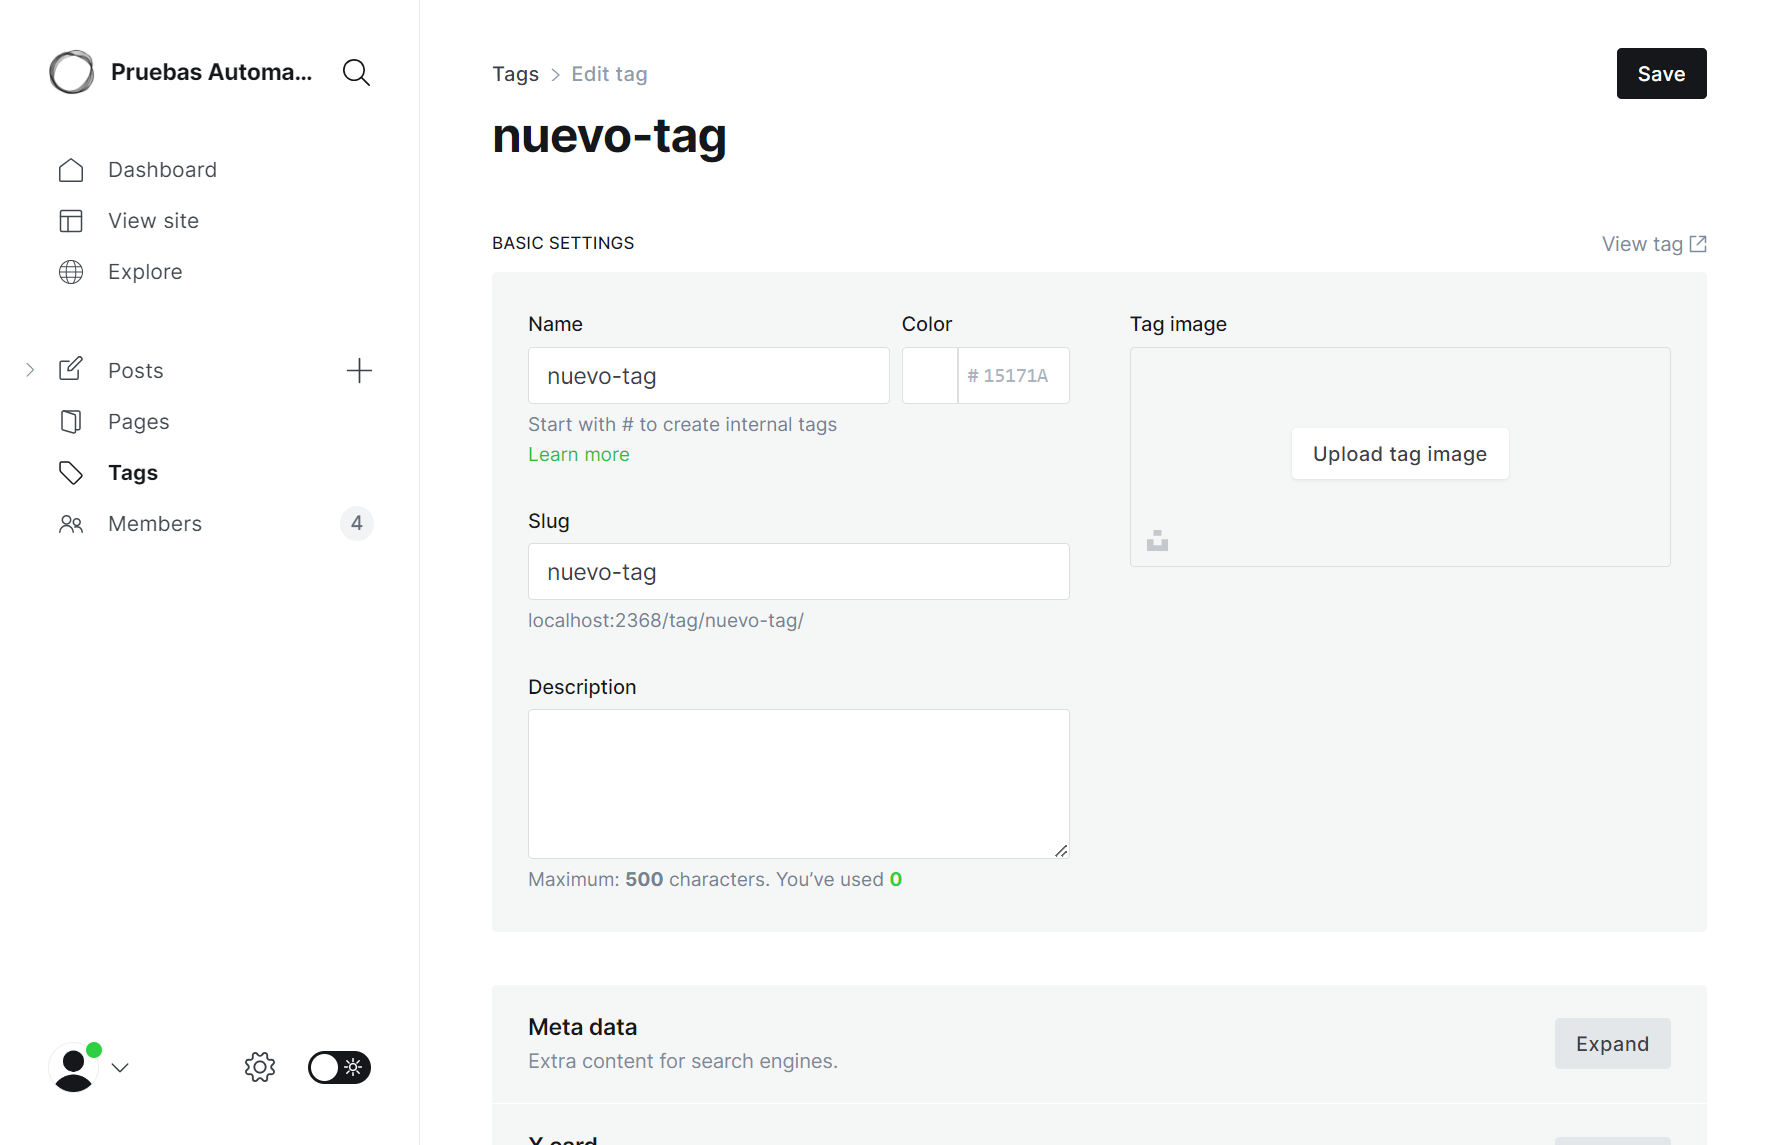 Pruebas Automa...
Dashboard
View site
Explore
Posts
Pages
Tags
Members
4
Tags
Edit tag
Save
nuevo-tag
BASIC SETTINGS
View tag
Name
nuevo-tag
Start with # to create internal tags
Learn more
Color
# 15171A
Slug
nuevo-tag
localhost:2368/tag/nuevo-tag/
Description
Maximum: 500 characters. You’ve used 0
Tag image
Upload tag image
Meta data
Extra content for search engines.
Expand
X card